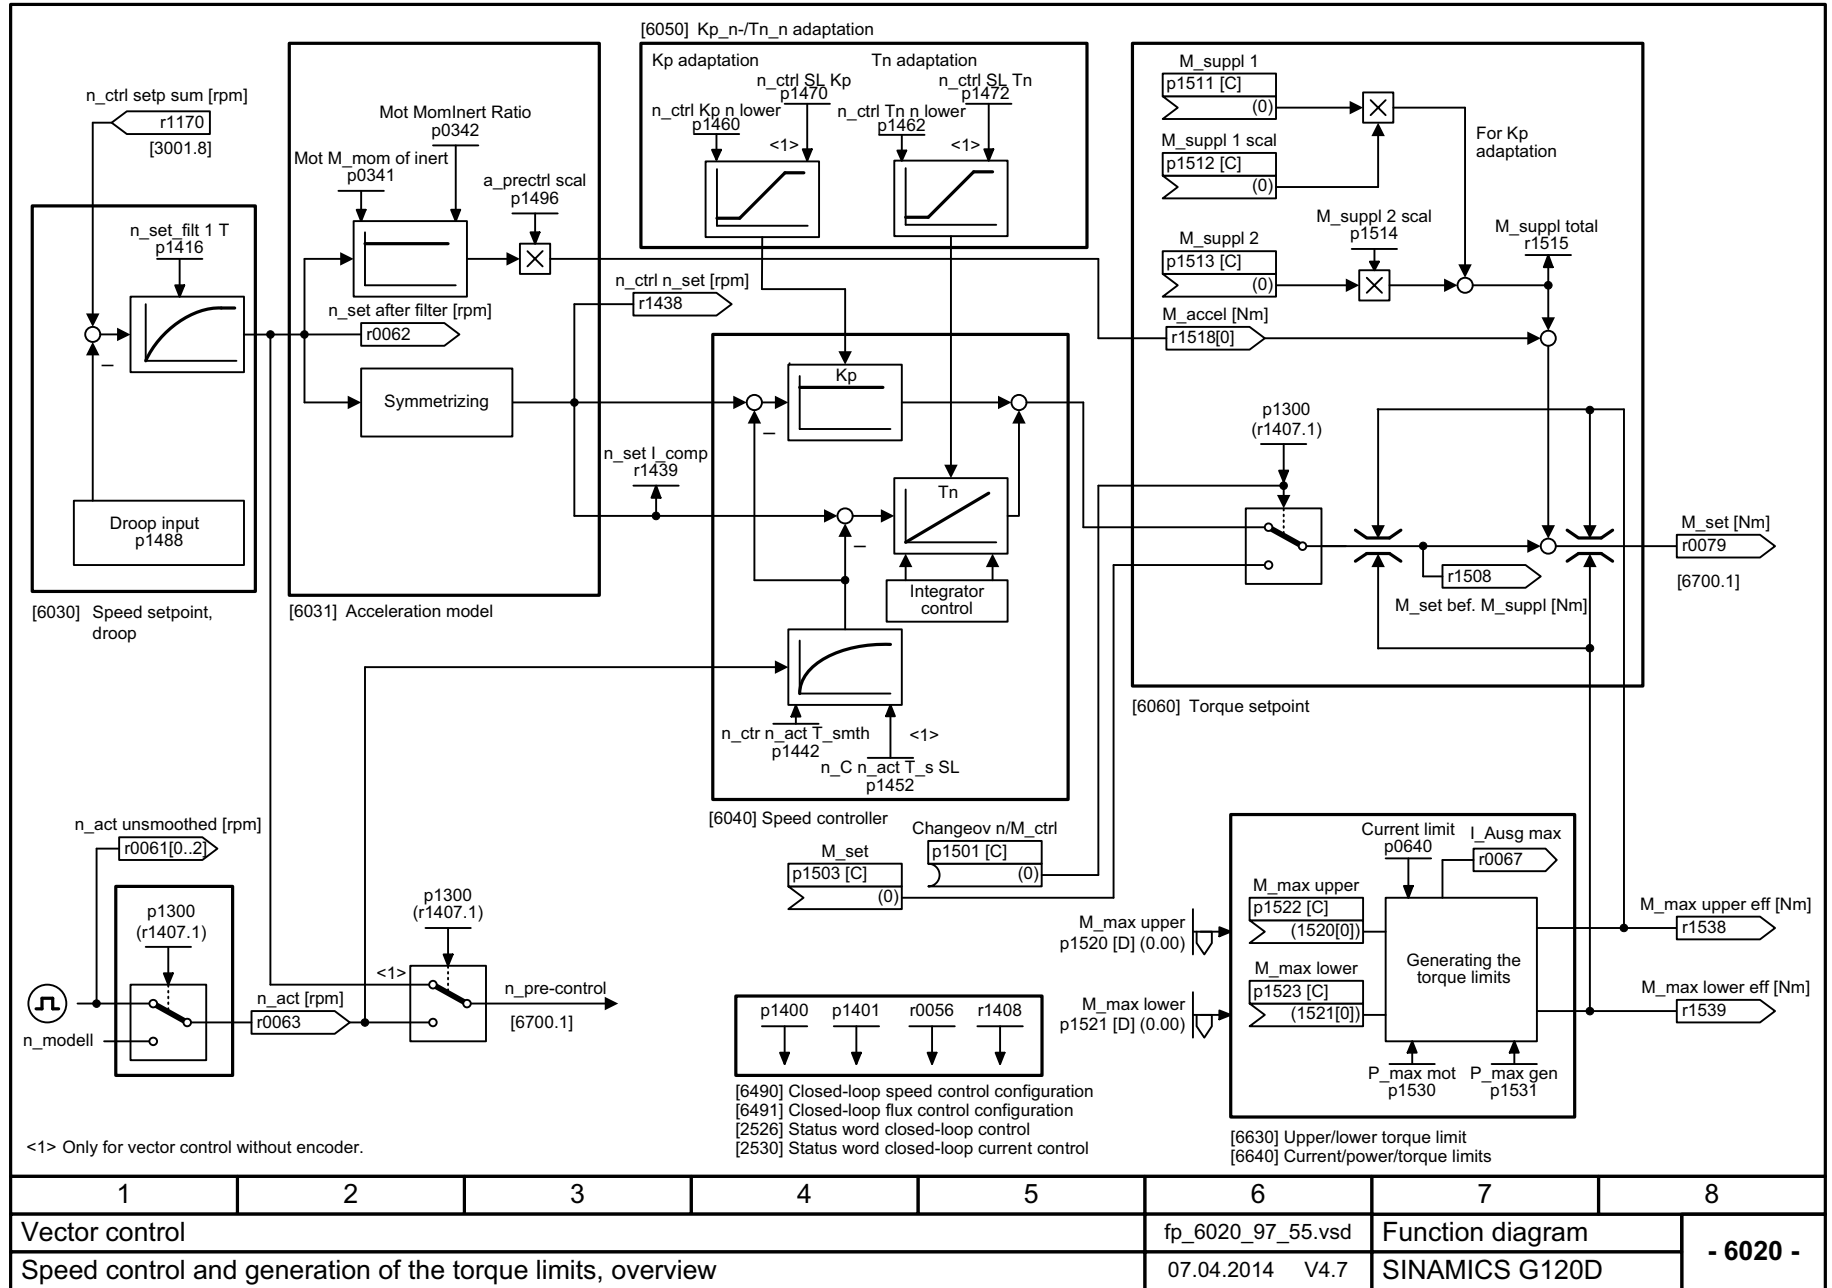 [6050] Kp_n-/Tn_n adaptation
Kp adaptation
Tn adaptation
n_ctrl SL Kp
p1470
n_ctrl SL Tn
p1472
n_ctrl Kp n lower
p1460
n_ctrl Tn n lower
p1462
<1>
<1>
n_ctrl setp sum [rpm]
r1170
[3001.8]
n_set_filt 1 T
p1416
–
Droop input
p1488
[6030] Speed setpoint,
droop
Mot MomInert Ratio
p0342
Mot M_mom of inert
p0341
a_prectrl scal
p1496
n_set after filter [rpm]
r0062
Symmetrizing
[6031] Acceleration model
n_ctrl n_set [rpm]
r1438
n_set I_comp
r1439
Kp
–
Tn
–
Integrator
control
n_ctr n_act T_smth
p1442
<1>
n_C n_act T_s SL
p1452
[6040] Speed controller
M_suppl 1
p1511 [C]
(0)
M_suppl 1 scal
p1512 [C]
(0)
For Kp
adaptation
M_suppl 2 scal
p1514
M_suppl total
r1515
M_suppl 2
p1513 [C]
(0)
M_accel [Nm]
r1518[0]
p1300
(r1407.1)
M_set [Nm]
r0079
[6700.1]
r1508
M_set bef. M_suppl [Nm]
[6060] Torque setpoint
n_act unsmoothed [rpm]
r0061[0..2]
p1300
(r1407.1)
n_modell
n_act [rpm]
r0063
p1300
(r1407.1)
<1>
n_pre-control
[6700.1]
M_set
p1503 [C]
(0)
Changeov n/M_ctrl
p1501 [C]
(0)
p1400 p1401 r0056 r1408
[6490] Closed-loop speed control configuration
[6491] Closed-loop flux control configuration
[2526] Status word closed-loop control
[2530] Status word closed-loop current control
M_max upper
p1520 [D] (0.00)
M_max lower
p1521 [D] (0.00)
Current limit
p0640
I_Ausg max
r0067
M_max upper
p1522 [C]
(1520[0])
M_max lower
p1523 [C]
(1521[0])
Generating the
torque limits
P_max mot
p1530
P_max gen
p1531
M_max upper eff [Nm]
r1538
M_max lower eff [Nm]
r1539
[6630] Upper/lower torque limit
[6640] Current/power/torque limits
<1> Only for vector control without encoder.
1 2 3 4 5 6 7 8
Vector control
fp_6020_97_55.vsd
Function diagram
- 6020 -
Speed control and generation of the torque limits, overview
07.04.2014 V4.7
SINAMICS G120D